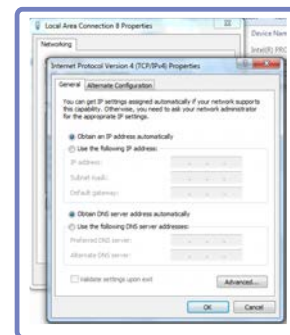 Local Area Connection 8 Properties
Device Name
Networking
Intel(R) PRO
Internet Protocol Version 4 (TCP/IPv4) Properties
General
Alternate Configuration
You can get IP settings assigned automatically if your network supports
this capability. Otherwise, you need to ask your network administrator
for the appropriate IP settings.
Obtain an IP address automatically
Use the following IP address:
IP address:
Subnet mask:
Default gateway:
Obtain DNS server address automatically
Use the following DNS server addresses:
Preferred DNS server:
Alternate DNS server:
Validate settings upon exit
Advanced...
OK
Cancel